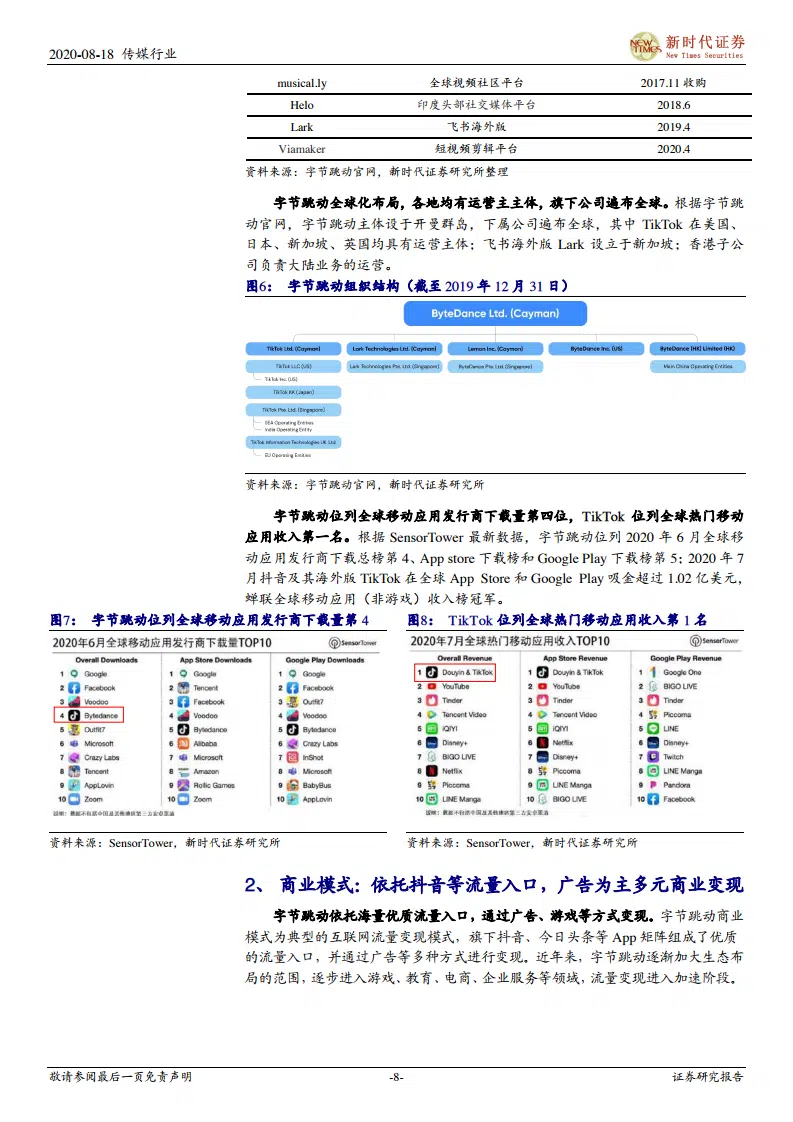 2020-08-18 传媒行业
NEW TIMES
新时代证券
New Times Securities
musical.ly 全球视频社区平台 2017.11 收购
Helo 印度头部社交媒体平台 2018.6
Lark 飞书海外版 2019.4
Viamaker 短视频剪辑平台 2020.4
资料来源：字节跳动官网，新时代证券研究所整理
字节跳动全球化布局，各地均有运营主主体，旗下公司遍布全球。根据字节跳
动官网，字节跳动主体设于开曼群岛，下属公司遍布全球，其中 TikTok 在美国、
日本、新加坡、英国均具有运营主体；飞书海外版 Lark 设立于新加坡；香港子公
司负责大陆业务的运营。
图6： 字节跳动组织结构（截至 2019 年 12 月 31 日）
ByteDance Ltd. (Cayman)
TikTok Ltd. (Cayman) Lark Technologies Ltd. (Cayman) Lemon Inc. (Cayman) ByteDance Inc. (US) ByteDance (HK) Limited (HK)
TikTok LLC (US) Lark Technologies Pte. Ltd. (Singapore) ByteDance Pte. Ltd. (Singapore) Main China Operating Entities
TikTok Inc. (US)
TikTok KK (Japan)
TikTok Pte. Ltd. (Singapore)
SEA Operating Entities
India Operating Entity
TikTok Information Technologies UK Ltd
EU Operating Entities
资料来源：字节跳动官网，新时代证券研究所
字节跳动位列全球移动应用发行商下载量第四位，TikTok 位列全球热门移动
应用收入第一名。根据 SensorTower 最新数据，字节跳动位列 2020 年 6 月全球移
动应用发行商下载总榜第 4、App store 下载榜和 Google Play 下载榜第 5；2020 年 7
月抖音及其海外版 TikTok 在全球 App Store 和 Google Play 吸金超过 1.02 亿美元，
蝉联全球移动应用（非游戏）收入榜冠军。
图7： 字节跳动位列全球移动应用发行商下载量第 4
2020年6月全球移动应用发行商下载量TOP10
SensorTower
Overall Downloads App Store Downloads Google Play Downloads
1 Google 1 Google 1 Google
2 Facebook 2 Tencent 2 Facebook
3 Voodoo 3 Facebook 3 Outfit7
4 Bytedance 4 Voodoo 4 Voodoo
5 Outfit7 5 Bytedance 5 Bytedance
6 Microsoft 6 Alibaba 6 Crazy Labs
7 Crazy Labs 7 Microsoft 7 InShot
8 Tencent 8 Amazon 8 Microsoft
9 AppLovin 9 Rollic Games 9 BabyBus
10 Zoom 10 Zoom 10 AppLovin
说明：数据不包括中国及其他地区第三方安卓渠道
资料来源：SensorTower，新时代证券研究所
图8： TikTok 位列全球热门移动应用收入第 1 名
2020年7月全球热门移动应用收入TOP10
SensorTower
Overall Revenue App Store Revenue Google Play Revenue
1 Douyin & TikTok 1 Douyin & TikTok 1 Google One
2 YouTube 2 YouTube 2 BIGO LIVE
3 Tinder 3 Tinder 3 Tinder
4 Tencent Video 4 Tencent Video 4 Piccoma
5 iQIYI 5 iQIYI 5 LINE
6 Disney+ 6 Netflix 6 Disney+
7 BIGO LIVE 7 Disney+ 7 Twitch
8 Netflix 8 Piccoma 8 LINE Manga
9 Piccoma 9 LINE Manga 9 Pandora
10 LINE Manga 10 BIGO LIVE 10 Facebook
说明：数据不包括中国及其他地区第三方安卓渠道
资料来源：SensorTower，新时代证券研究所
2、 商业模式：依托抖音等流量入口，广告为主多元商业变现
字节跳动依托海量优质流量入口，通过广告、游戏等方式变现。字节跳动商业
模式为典型的互联网流量变现模式，旗下抖音、今日头条等 App 矩阵组成了优质
的流量入口，并通过广告等多种方式进行变现。近年来，字节跳动逐渐加大生态布
局的范围，逐步进入游戏、教育、电商、企业服务等领域，流量变现进入加速阶段。
敬请参阅最后一页免责声明 -8- 证券研究报告